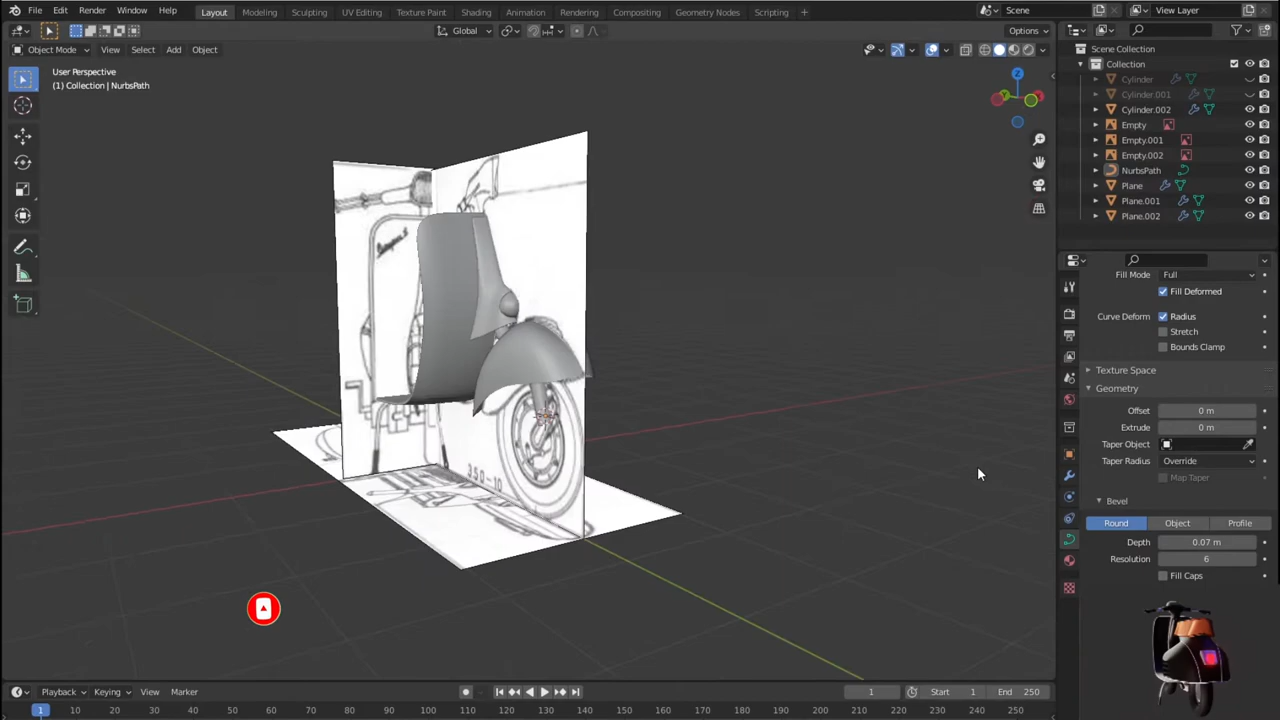 File Edit Render Window Help Layout Modeling Sculpting UV Editing Texture Paint Shading Animation Rendering Compositing Geometry Nodes Scripting + Scene View Layer
Global Options
Object Mode View Select Add Object
User Perspective
(1) Collection | NurbsPath
Z
Y
Scene Collection
Collection
Cylinder
Cylinder.001
Cylinder.002
Empty
Empty.001
Empty.002
NurbsPath
Plane
Plane.001
Plane.002
Fill Mode Full
Fill Deformed
Curve Deform Radius
Stretch
Bounds Clamp
Texture Space
Geometry
Offset 0 m
Extrude 0 m
Taper Object
Taper Radius Override
Map Taper
Bevel
Round Object Profile
Depth 0.07 m
Resolution 6
Fill Caps
350-10
Playback Keying View Marker 1 Start 1 End 250
1 10 20 30 40 50 60 70 80 90 100 110 120 130 140 150 160 170 180 190 200 210 220 230 240 250